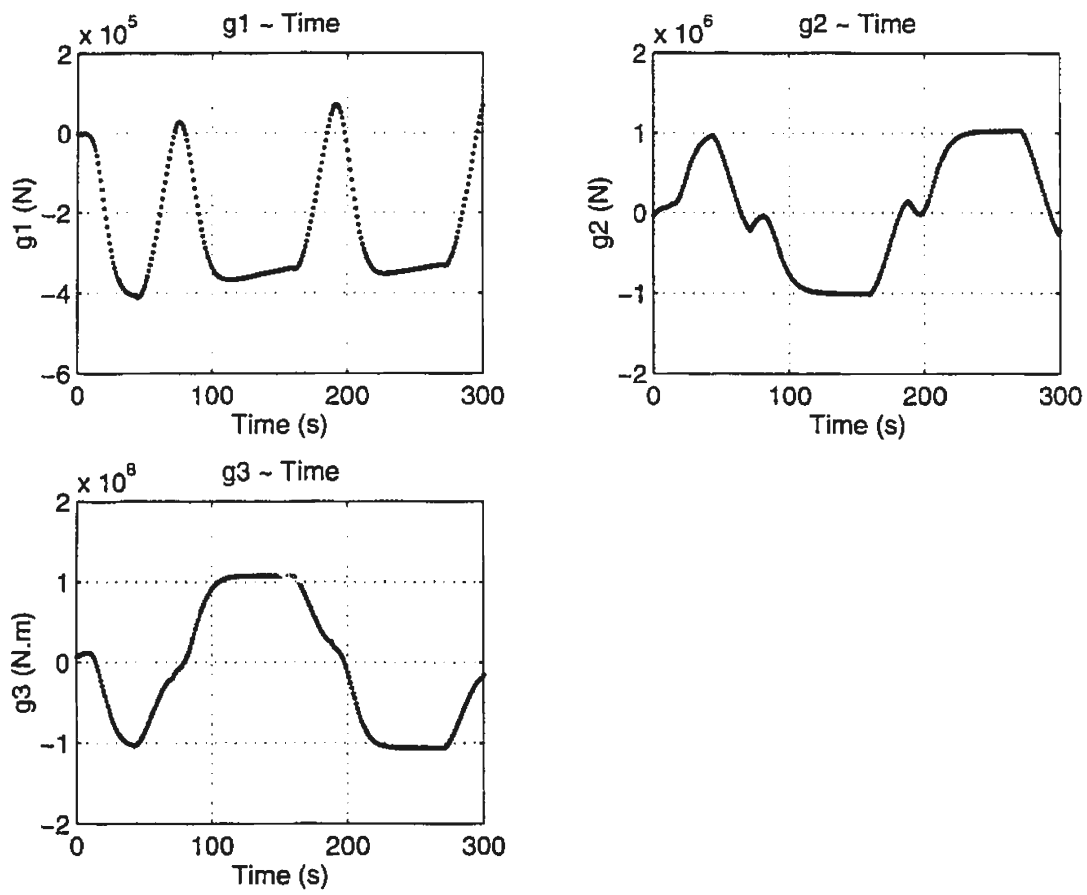 g1 ~ Time
x 10^5
2
0
−2
−4
−6
g1 (N)
0 100 200 300
Time (s)
g2 ~ Time
x 10^6
2
1
0
−1
−2
g2 (N)
0 100 200 300
Time (s)
g3 ~ Time
x 10^8
2
1
0
−1
−2
g3 (N.m)
0 100 200 300
Time (s)